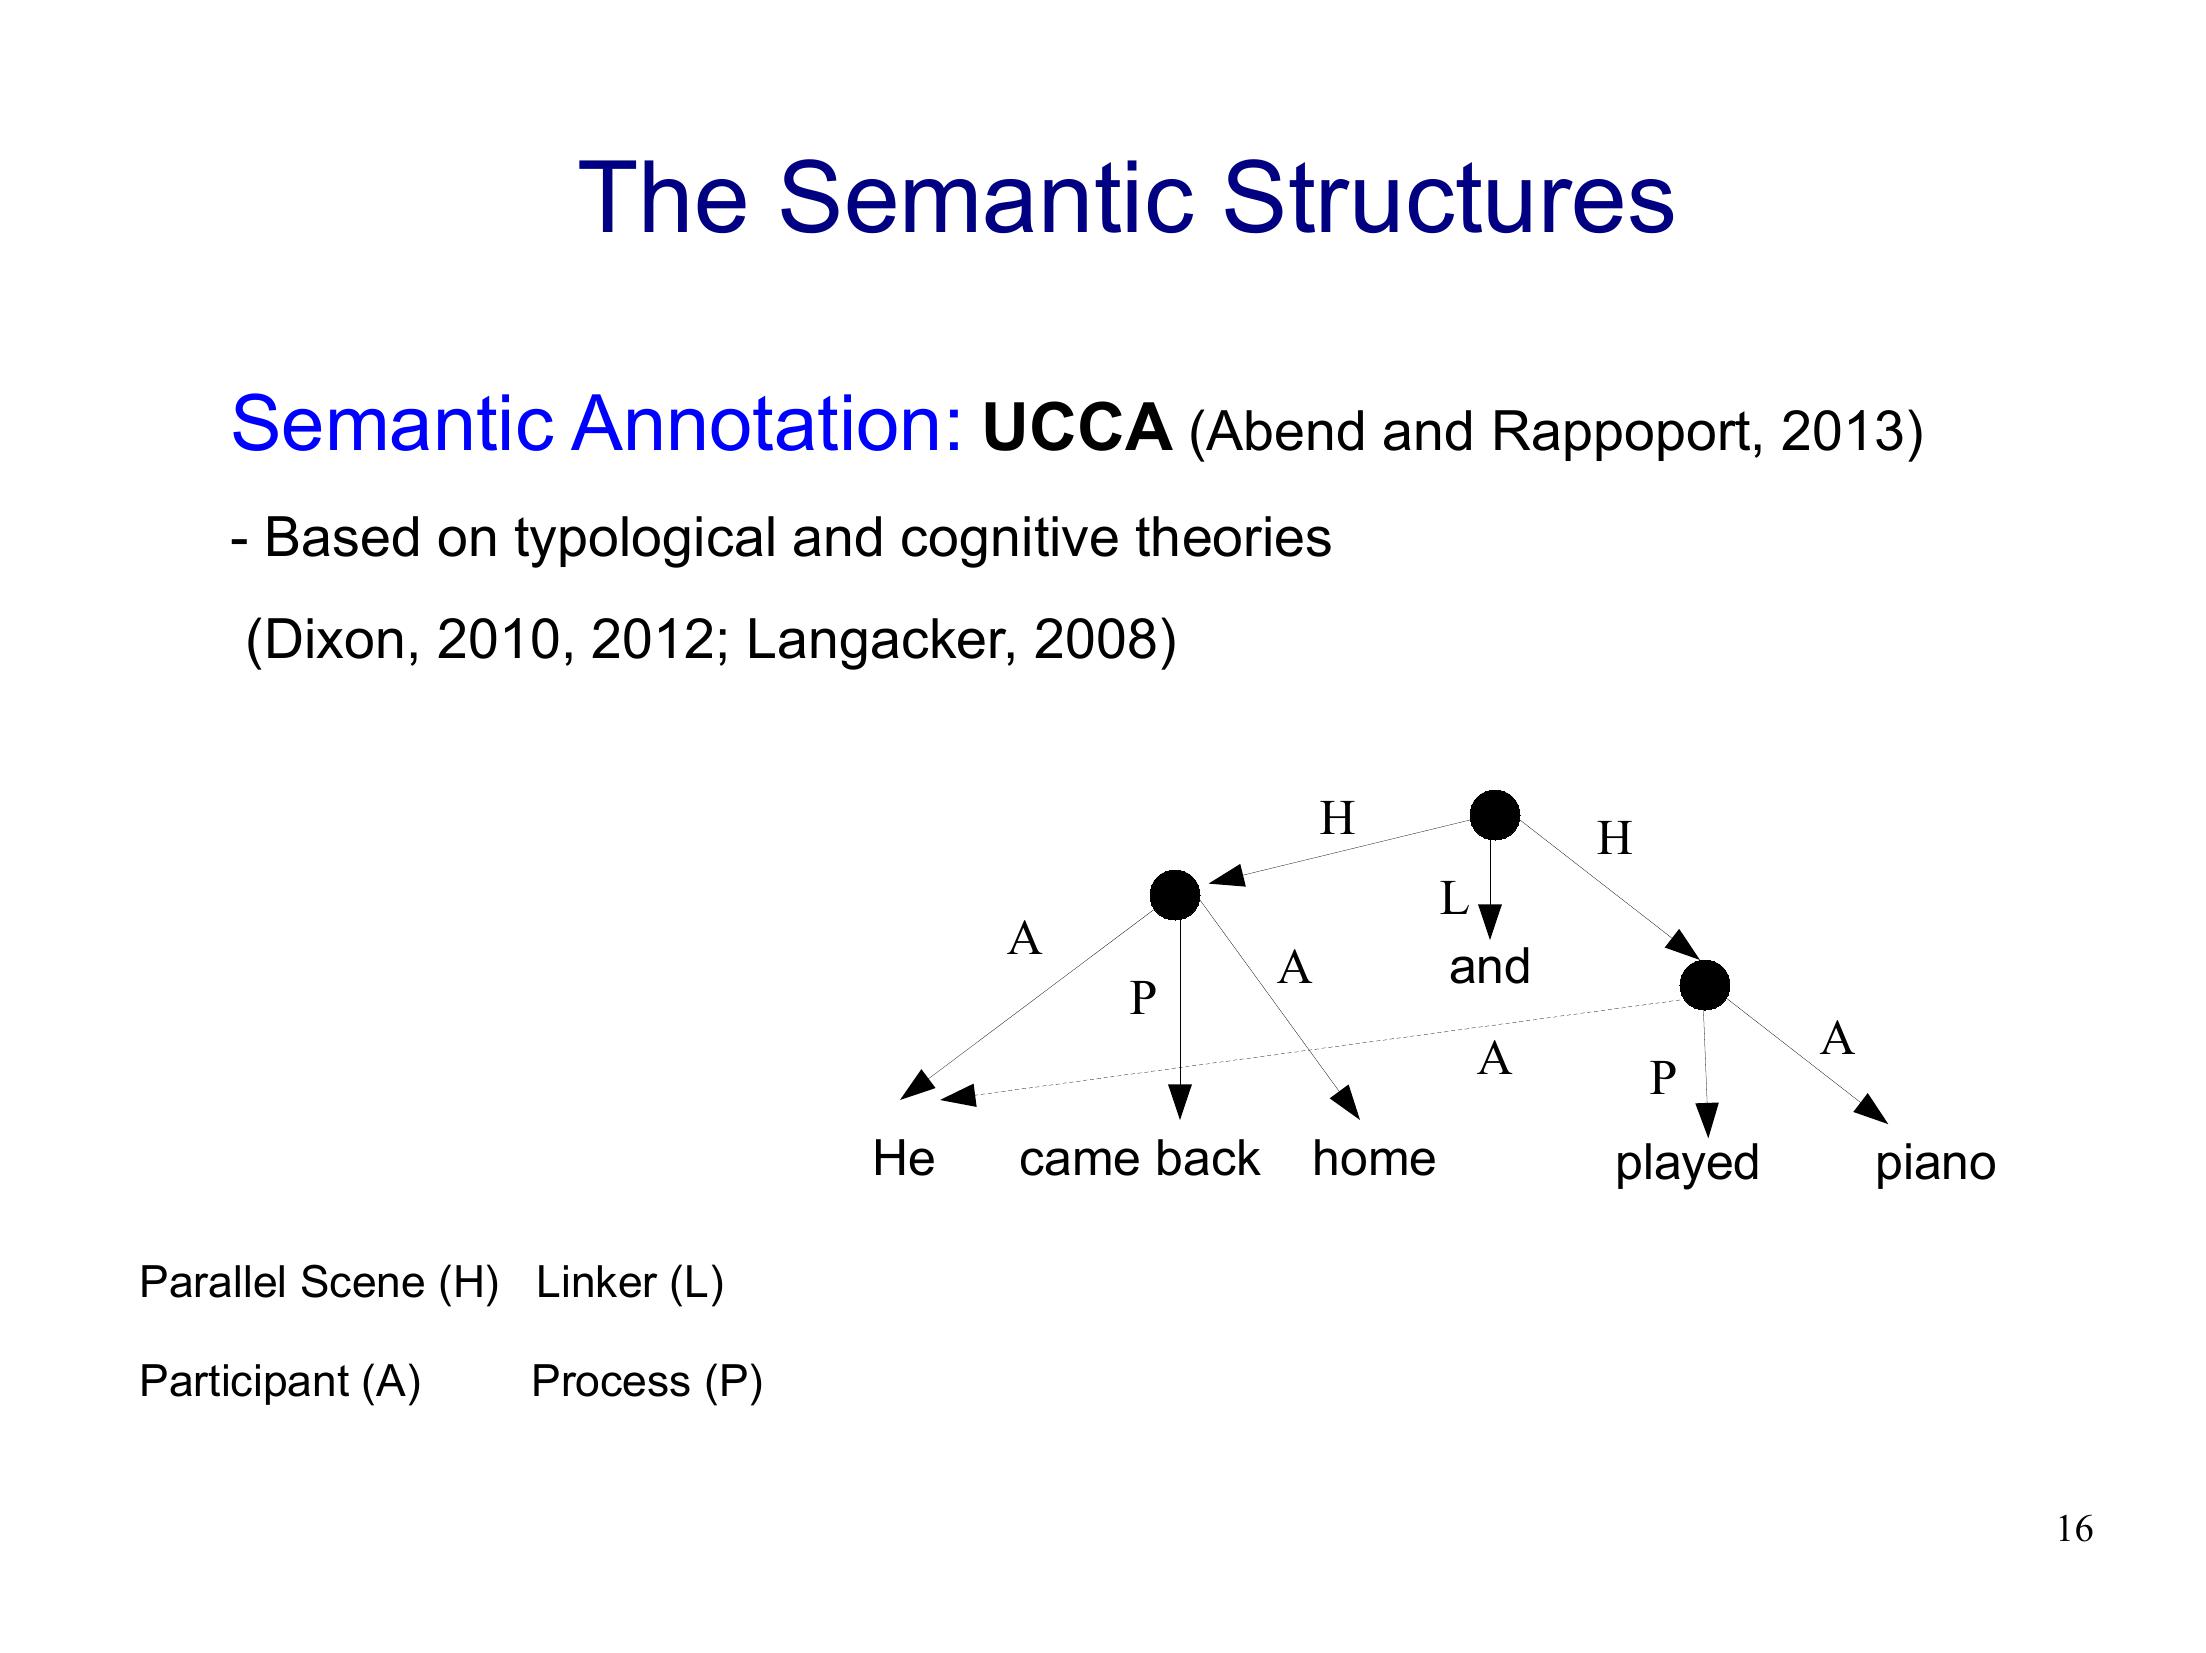 The Semantic Structures
Semantic Annotation: UCCA (Abend and Rappoport, 2013)
- Based on typological and cognitive theories
(Dixon, 2010, 2012; Langacker, 2008)
H
H
L
A
A
P
and
A
A
P
He came back home played piano
Parallel Scene (H) Linker (L)
Participant (A) Process (P)
16